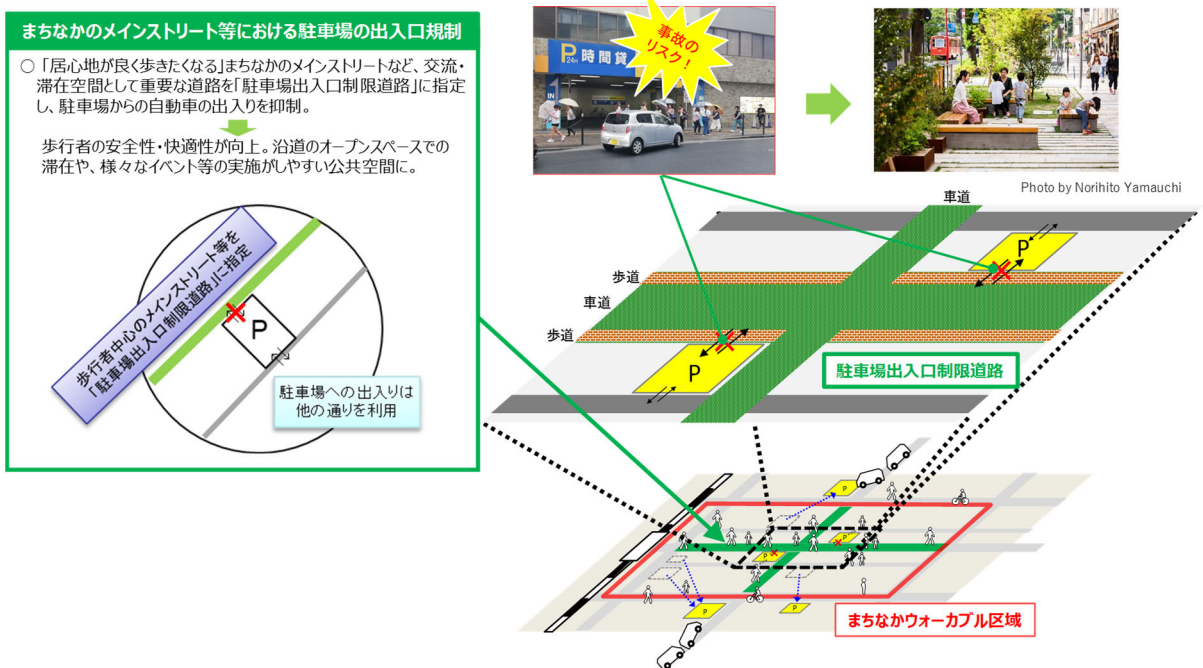 まちなかのメインストリート等における駐車場の出入口規制
○「居心地が良く歩きたくなる」まちなかのメインストリートなど、交流・
滞在空間として重要な道路を「駐車場出入口制限道路」に指定
し、駐車場からの自動車の出入りを抑制。
歩行者の安全性・快適性が向上。沿道のオープンスペースでの
滞在や、様々なイベント等の実施がしやすい公共空間に。
歩行者中心のメインストリート等を
「駐車場出入口制限道路」に指定
P
駐車場への出入りは
他の通りを利用
事故の
リスク!
P 時間貸
24H
IN
IN
Photo by Norihito Yamauchi
車道
P
歩道
車道
歩道
P
駐車場出入口制限道路
P
P
P
P
P
まちなかウォーカブル区域